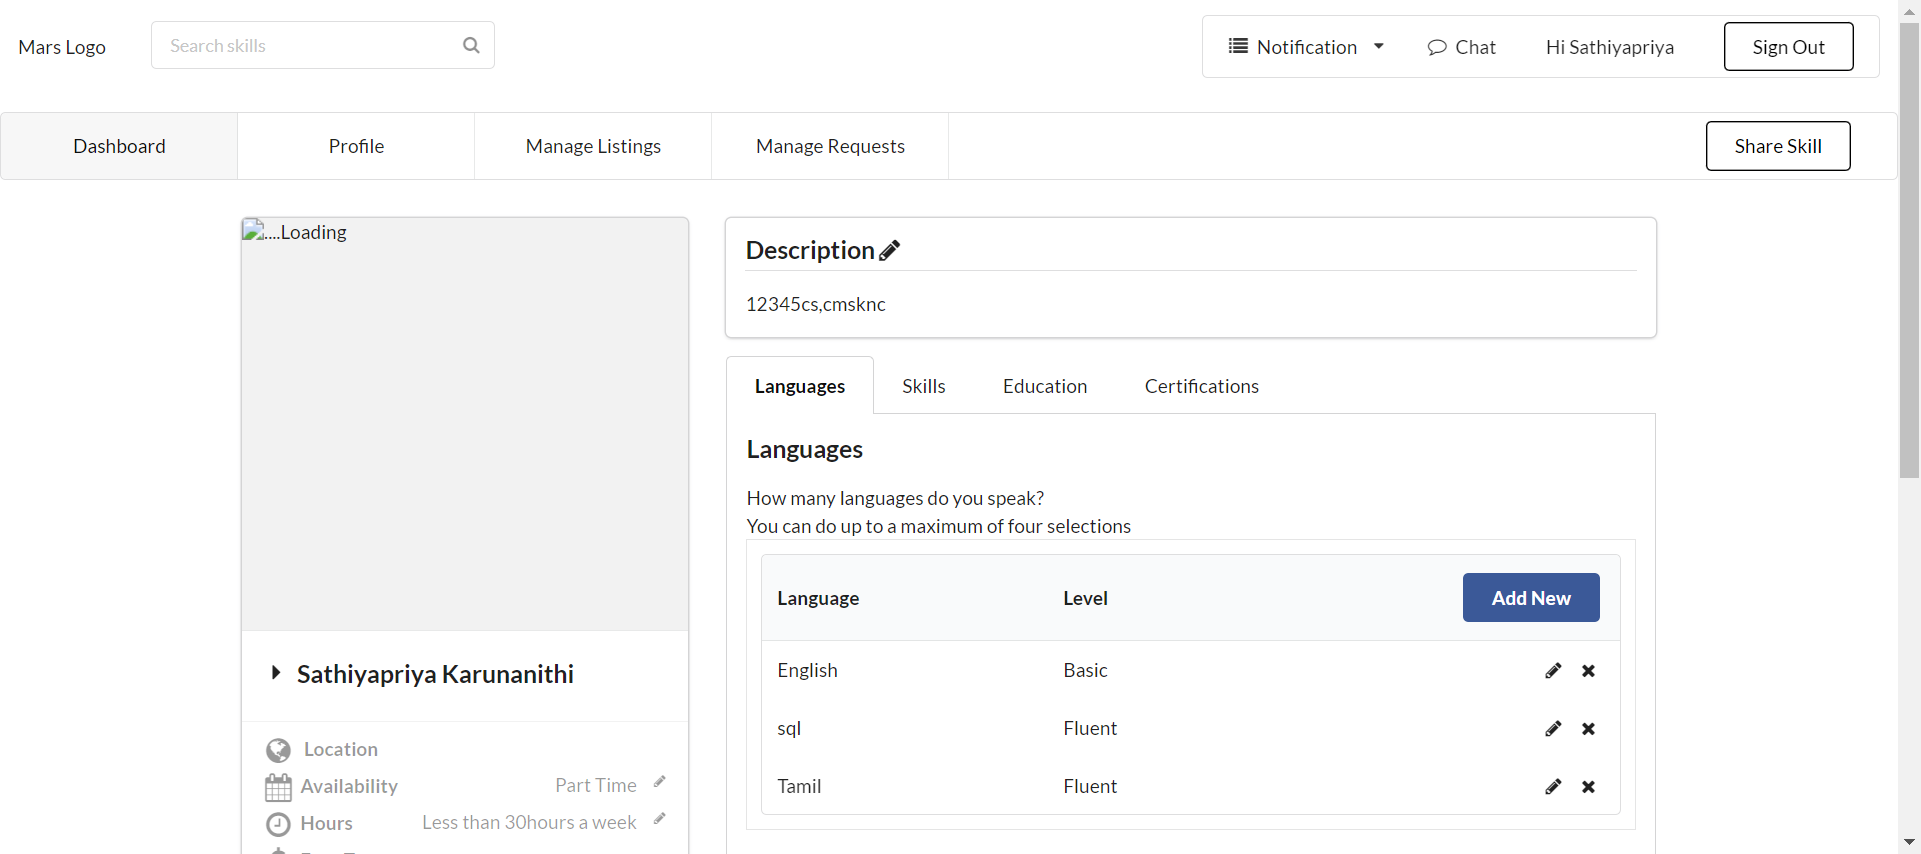 Mars Logo
Search skills
Notification
Chat
Hi Sathiyapriya
Sign Out
Dashboard
Profile
Manage Listings
Manage Requests
Share Skill
....Loading
Sathiyapriya Karunanithi
Location
Availability Part Time
Hours Less than 30hours a week
Description
12345cs,cmsknc
Languages
Skills
Education
Certifications
Languages
How many languages do you speak?
You can do up to a maximum of four selections
Language Level Add New
English Basic
sql Fluent
Tamil Fluent